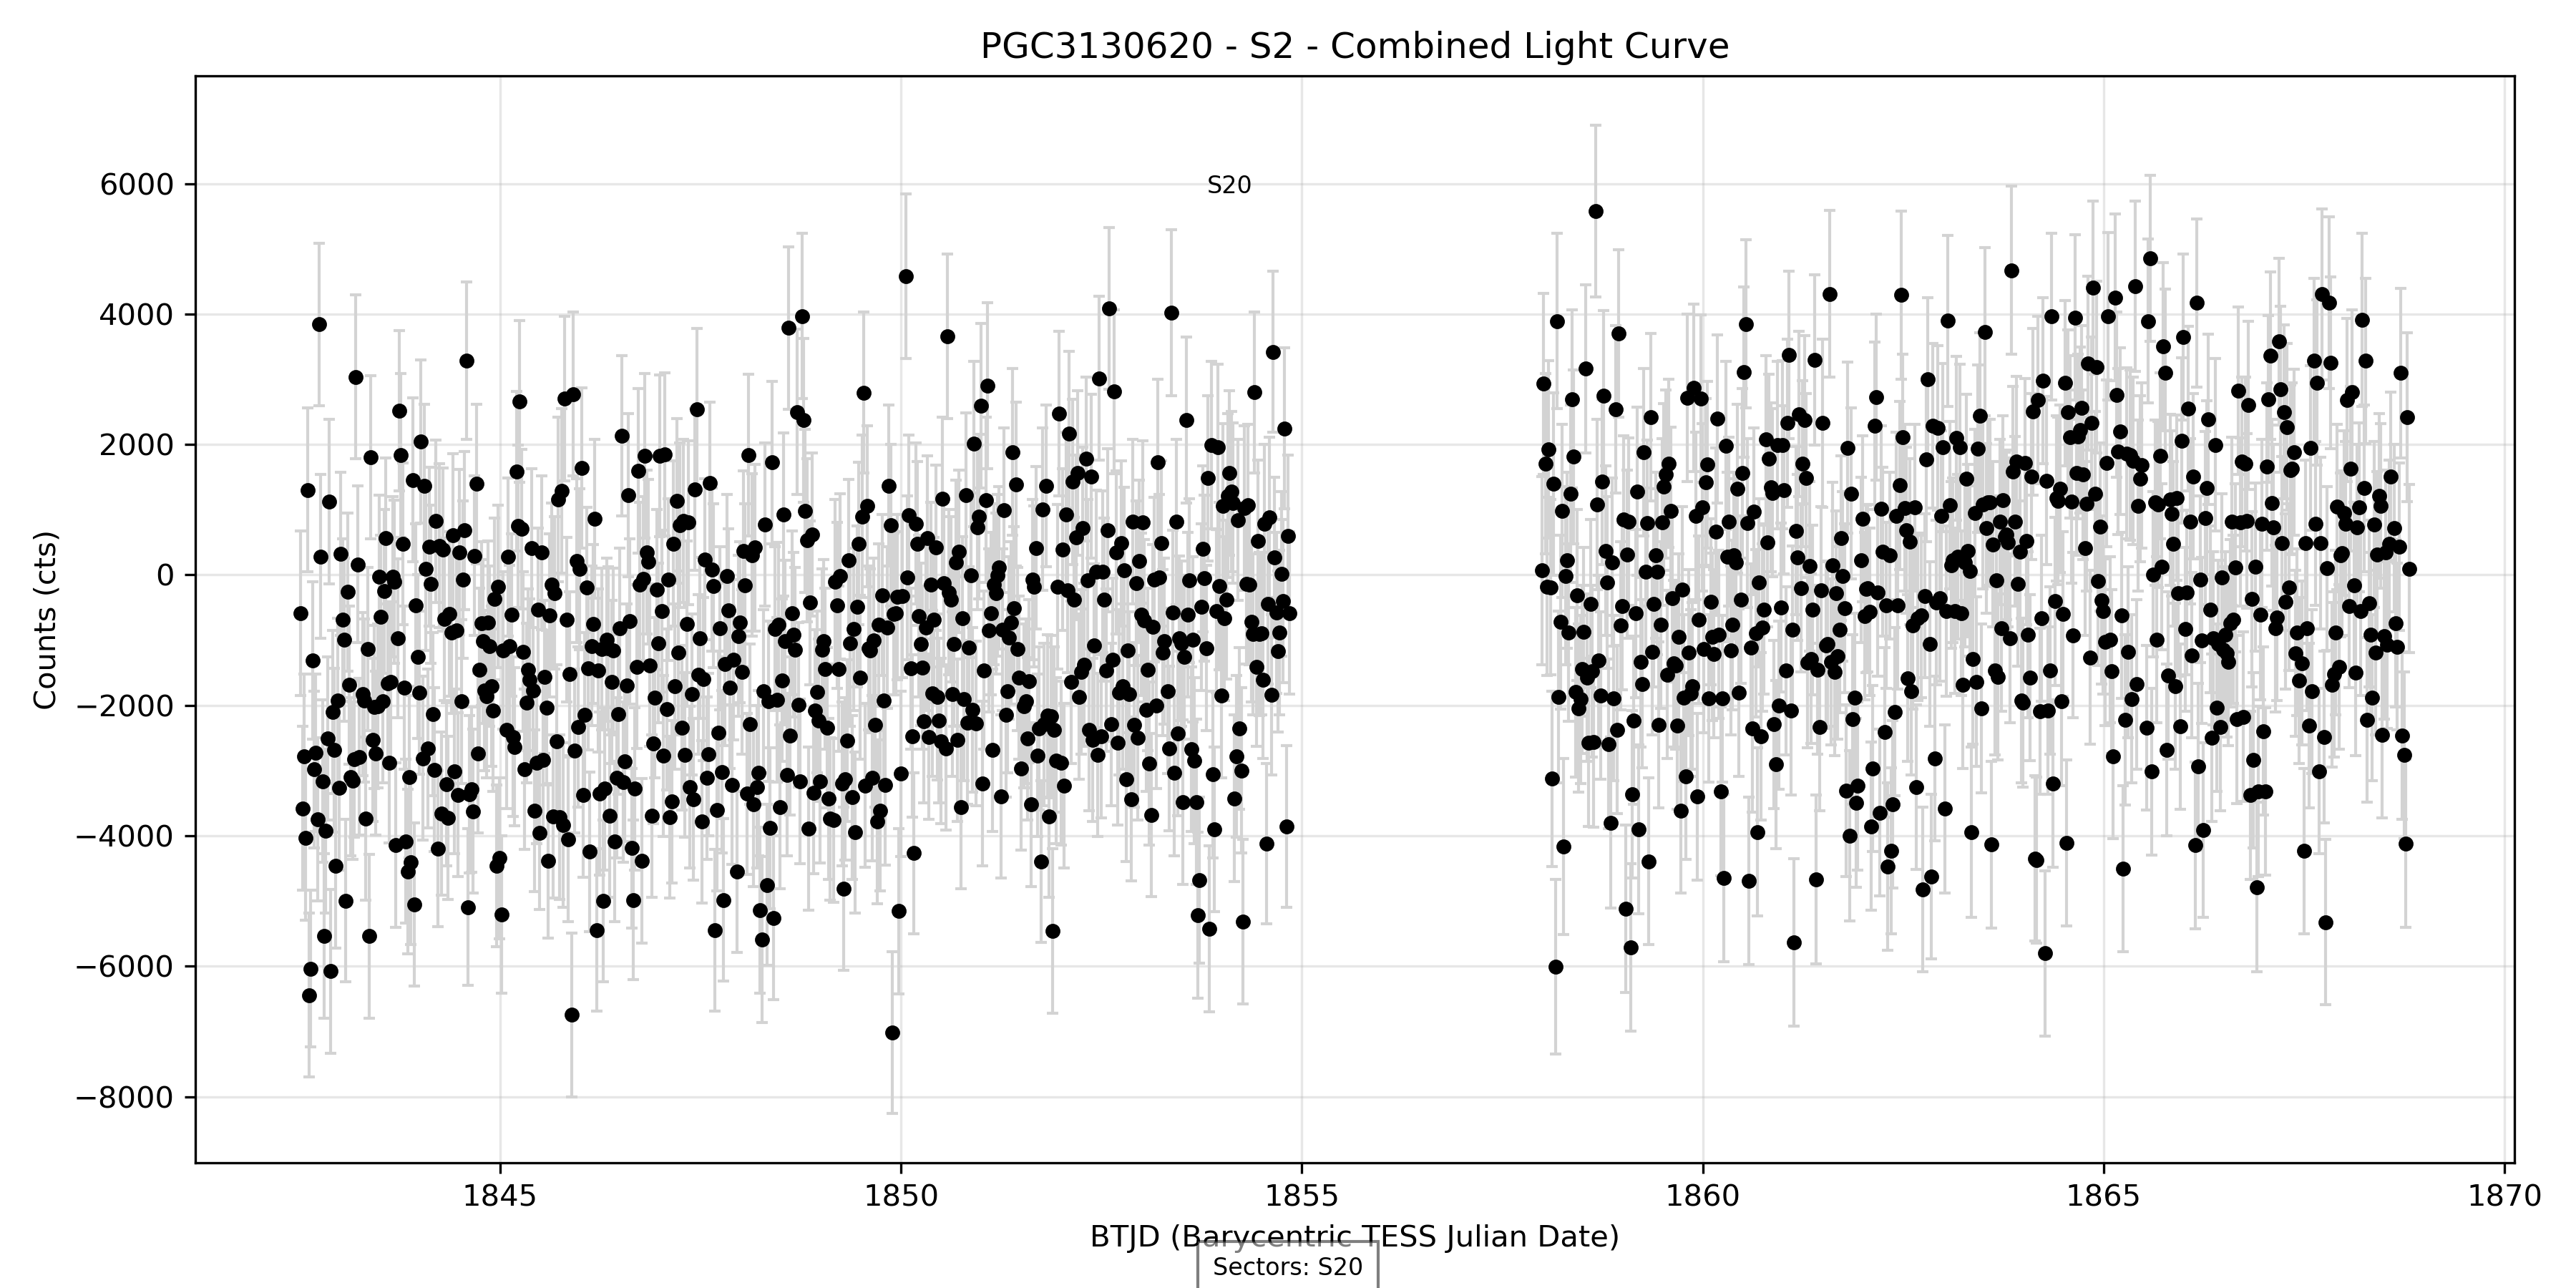 PGC3130620 - S2 - Combined Light Curve
S20
6000
4000
2000
0
−2000
−4000
−6000
−8000
Counts (cts)
1845 1850 1855 1860 1865 1870
BTJD (Barycentric TESS Julian Date)
Sectors: S20